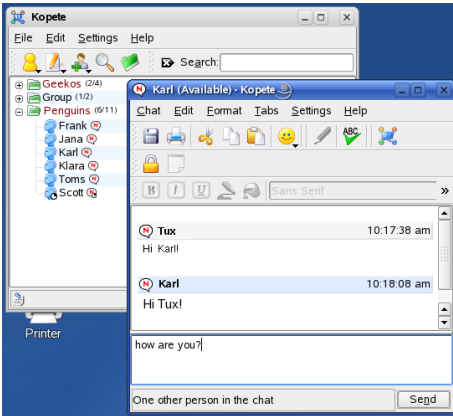 Kopete
File Edit Settings Help
Search:
Geekos (2/4)
Group (1/2)
Penguins (6/11)
Frank
Jana
Karl
Klara
Toms
Scott
Printer
Karl (Available) - Kopete
Chat Edit Format Tabs Settings Help
ABC
B I U Sans Serif »
Tux 10:17:38 am
Hi Karl!
Karl 10:18:08 am
Hi Tux!
how are you?
One other person in the chat Send